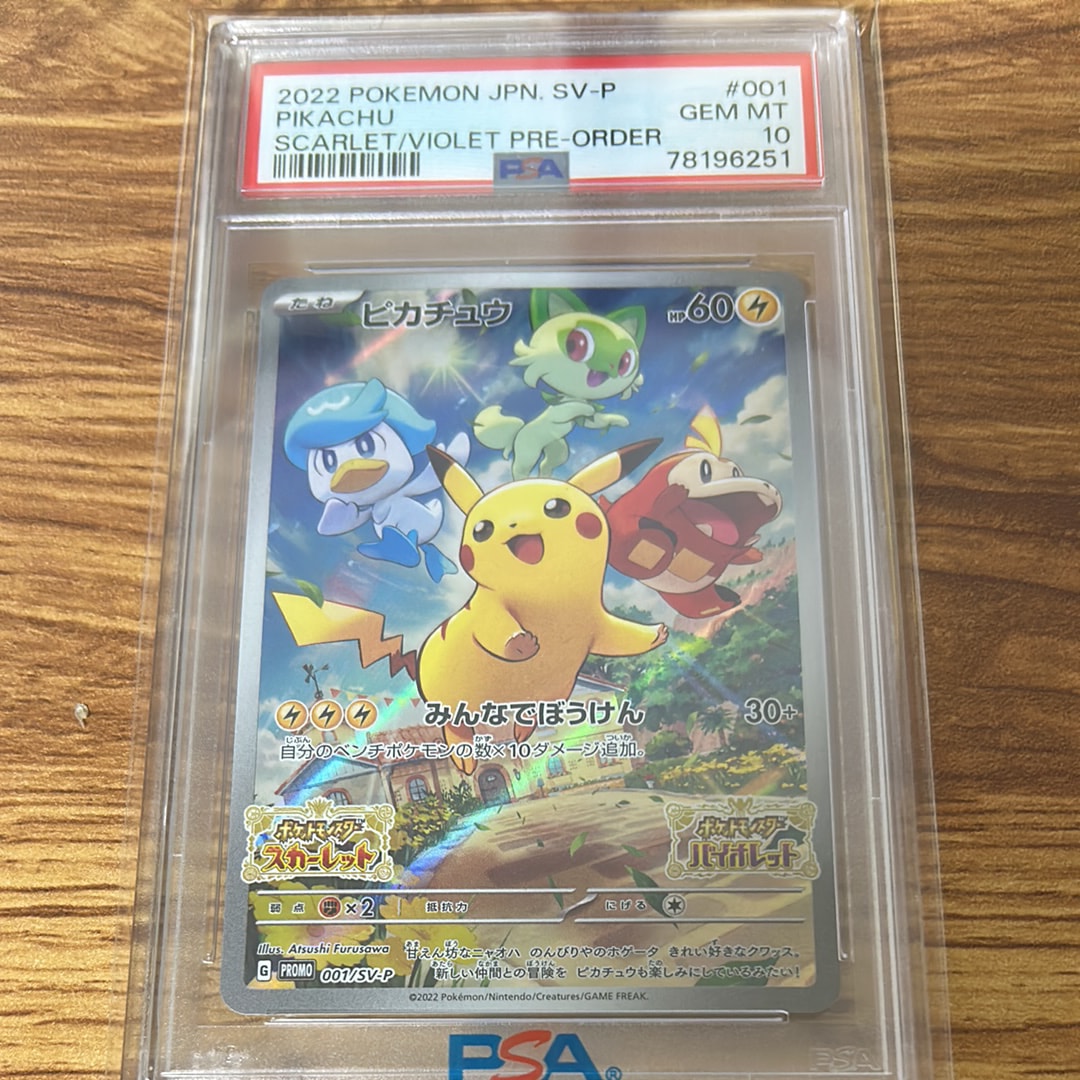 2022 POKEMON JPN. SV-P #001
PIKACHU GEM MT
SCARLET/VIOLET PRE-ORDER 10
PSA 78196251
たね ピカチュウ HP60
みんなでぼうけん 30+
自分のベンチポケモンの数×10ダメージ追加。
ポケットモンスター ポケットモンスター
スカーレット バイオレット
弱点 ×2 抵抗力 にげる
Illus. Atsushi Furusawa 甘えん坊なニャオハ のんびりやのホゲータ きれい好きなクワッス。
G PROMO 001/SV-P 新しい仲間との冒険を ピカチュウも楽しみにしているみたい!
©2022 Pokémon/Nintendo/Creatures/GAME FREAK.
PSA® PSA